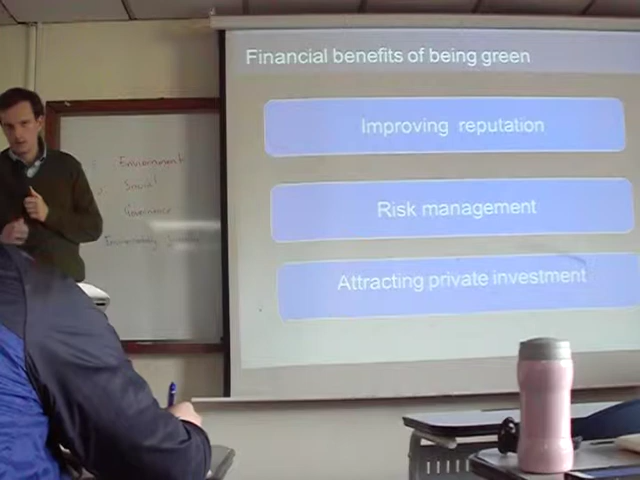 Financial benefits of being green
Improving reputation
Risk management
Attracting private investment
Environment
Social
Governance